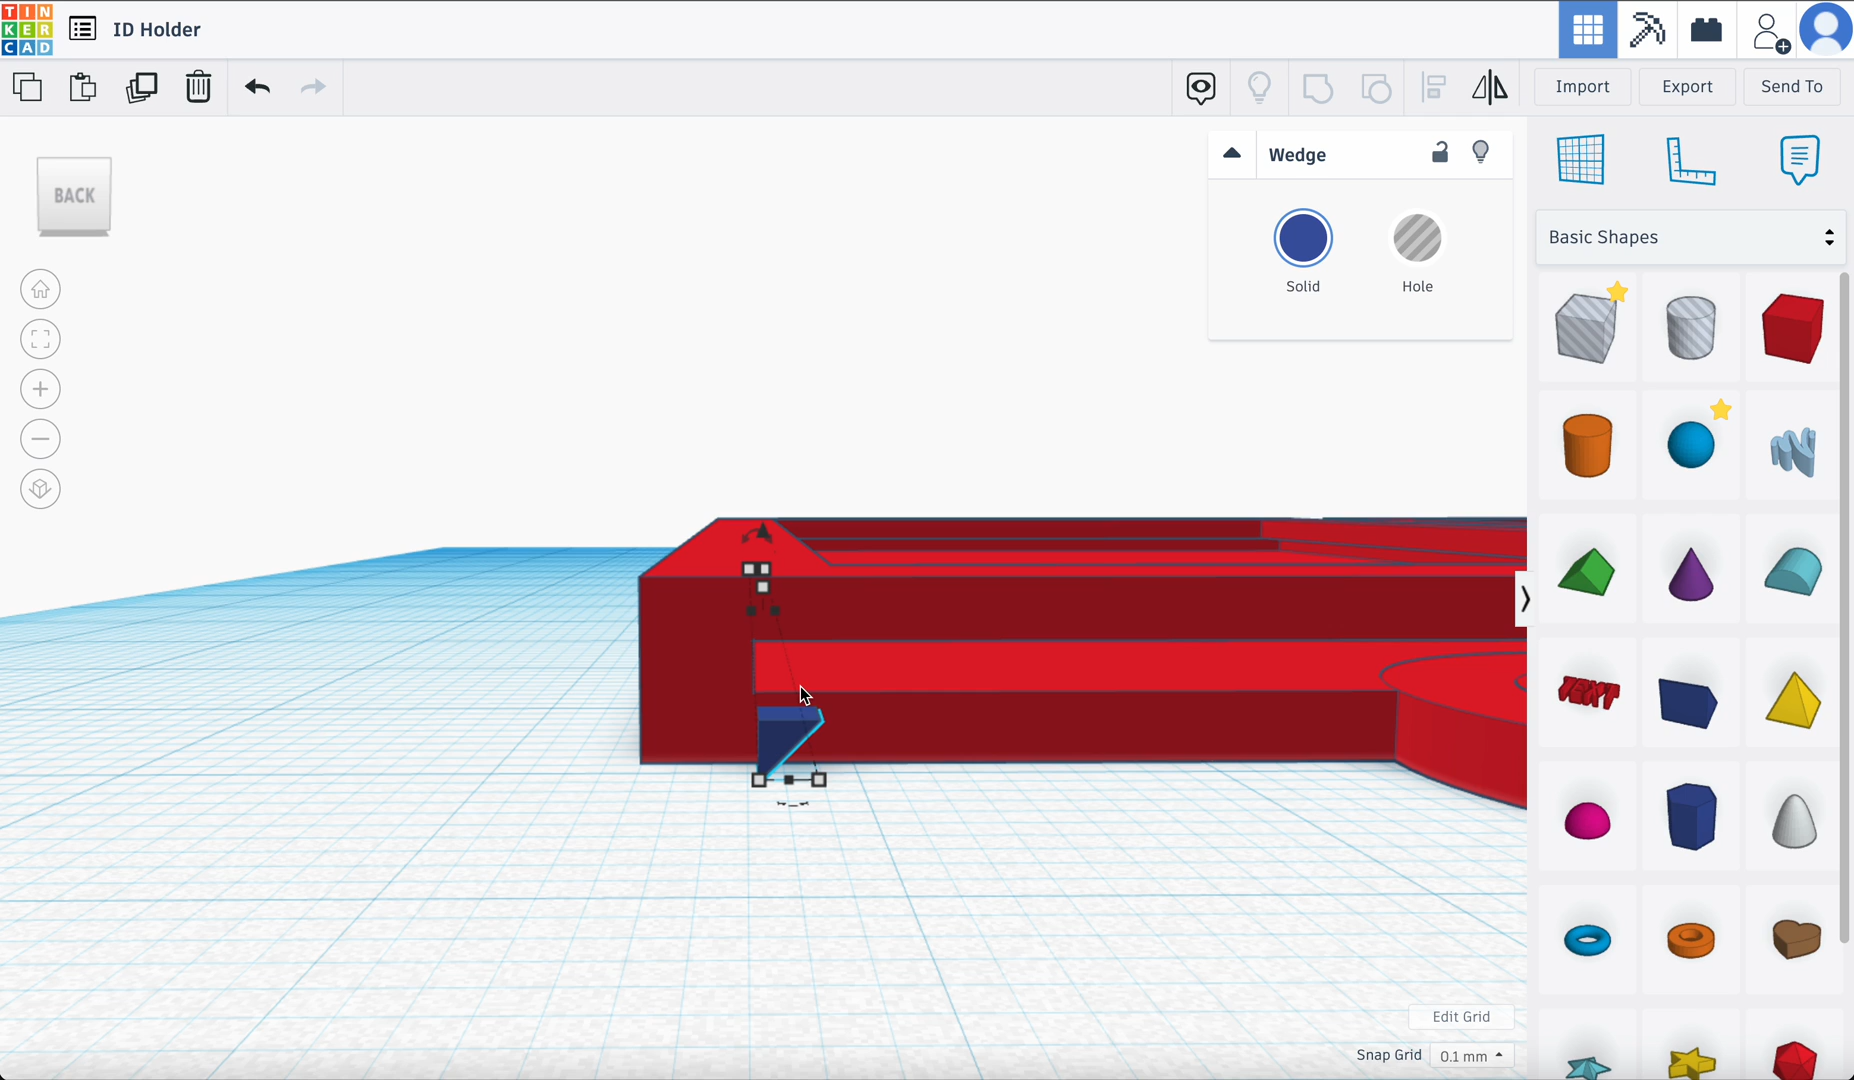 TIN
KER
CAD
ID Holder
Import
Export
Send To
BACK
Wedge
Solid
Hole
Basic Shapes
TEXT
Edit Grid
Snap Grid
0.1 mm